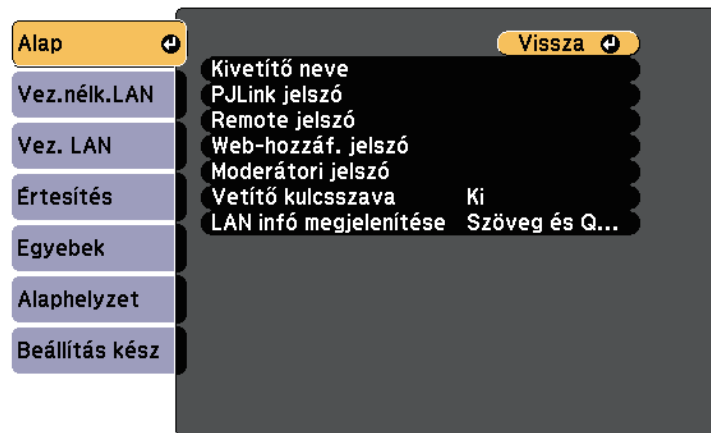 Alap
Vez.nélk.LAN
Vez. LAN
Értesítés
Egyebek
Alaphelyzet
Beállítás kész
Vissza
Kivetítő neve
PJLink jelszó
Remote jelszó
Web-hozzáf. jelszó
Moderátori jelszó
Vetítő kulcsszava Ki
LAN infó megjelenítése Szöveg és Q...